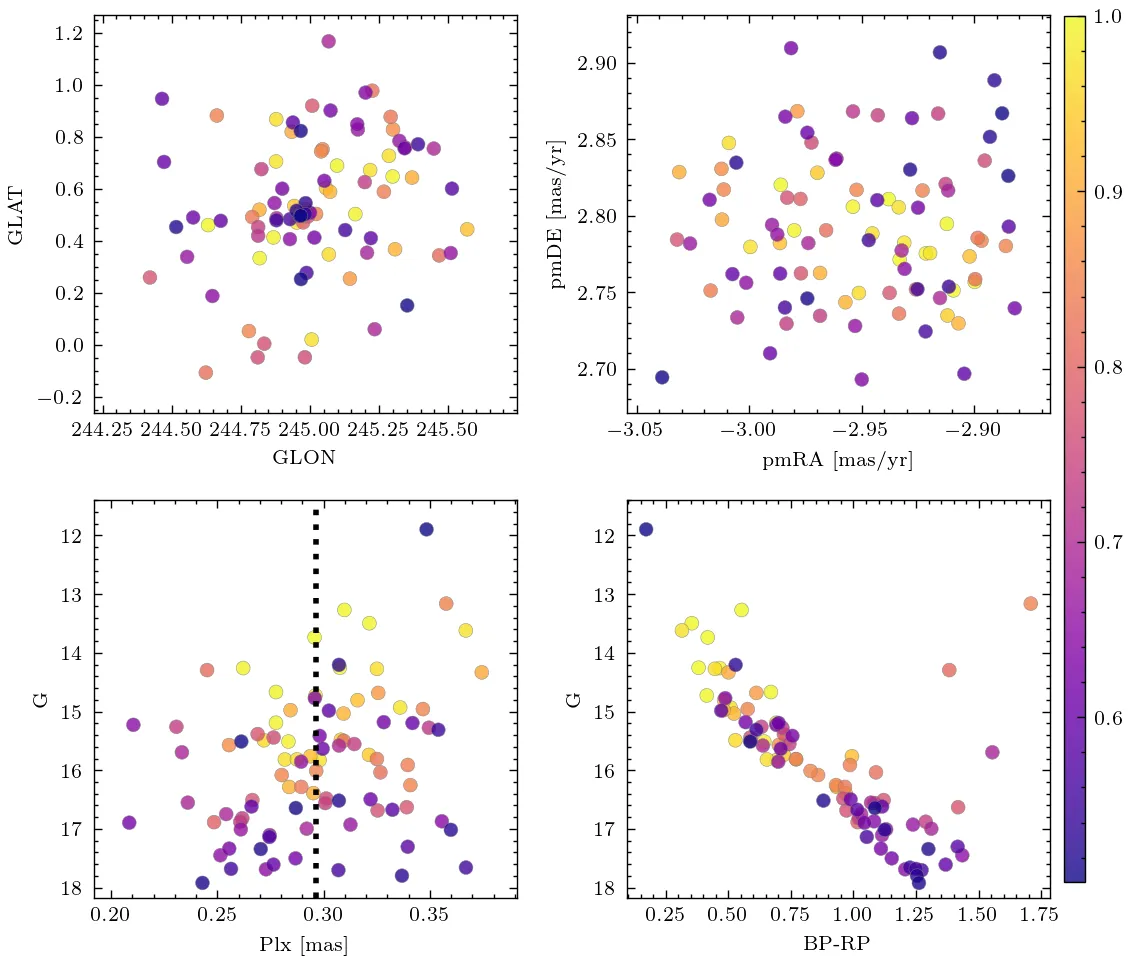 1.2
1.0
0.8
0.6
0.4
0.2
0.0
−0.2
GLAT
244.25 244.50 244.75 245.00 245.25 245.50
GLON
2.90
2.85
2.80
2.75
2.70
pmDE [mas/yr]
−3.05 −3.00 −2.95 −2.90
pmRA [mas/yr]
1.0
0.9
0.8
0.7
0.6
12
13
14
15
16
17
18
G
0.20 0.25 0.30 0.35
Plx [mas]
12
13
14
15
16
17
18
G
0.25 0.50 0.75 1.00 1.25 1.50 1.75
BP-RP